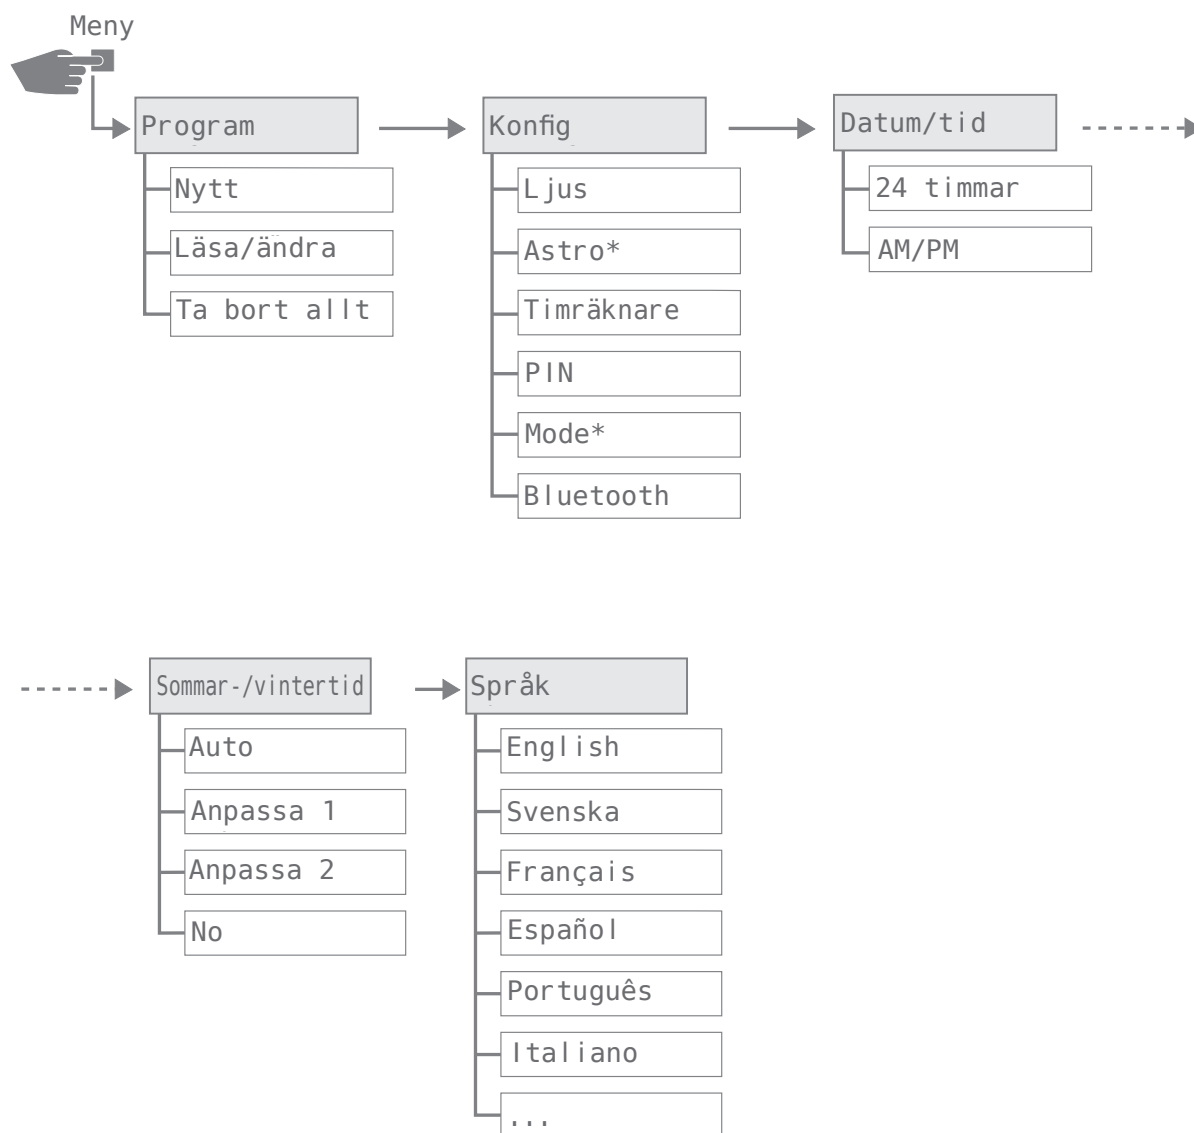 Meny
Program
Nytt
Läsa/ändra
Ta bort allt
Konfig
Ljus
Astro*
Timräknare
PIN
Mode*
Bluetooth
Datum/tid
24 timmar
AM/PM
Sommar-/vintertid
Auto
Anpassa 1
Anpassa 2
No
Språk
English
Svenska
Français
Español
Português
Italiano
...